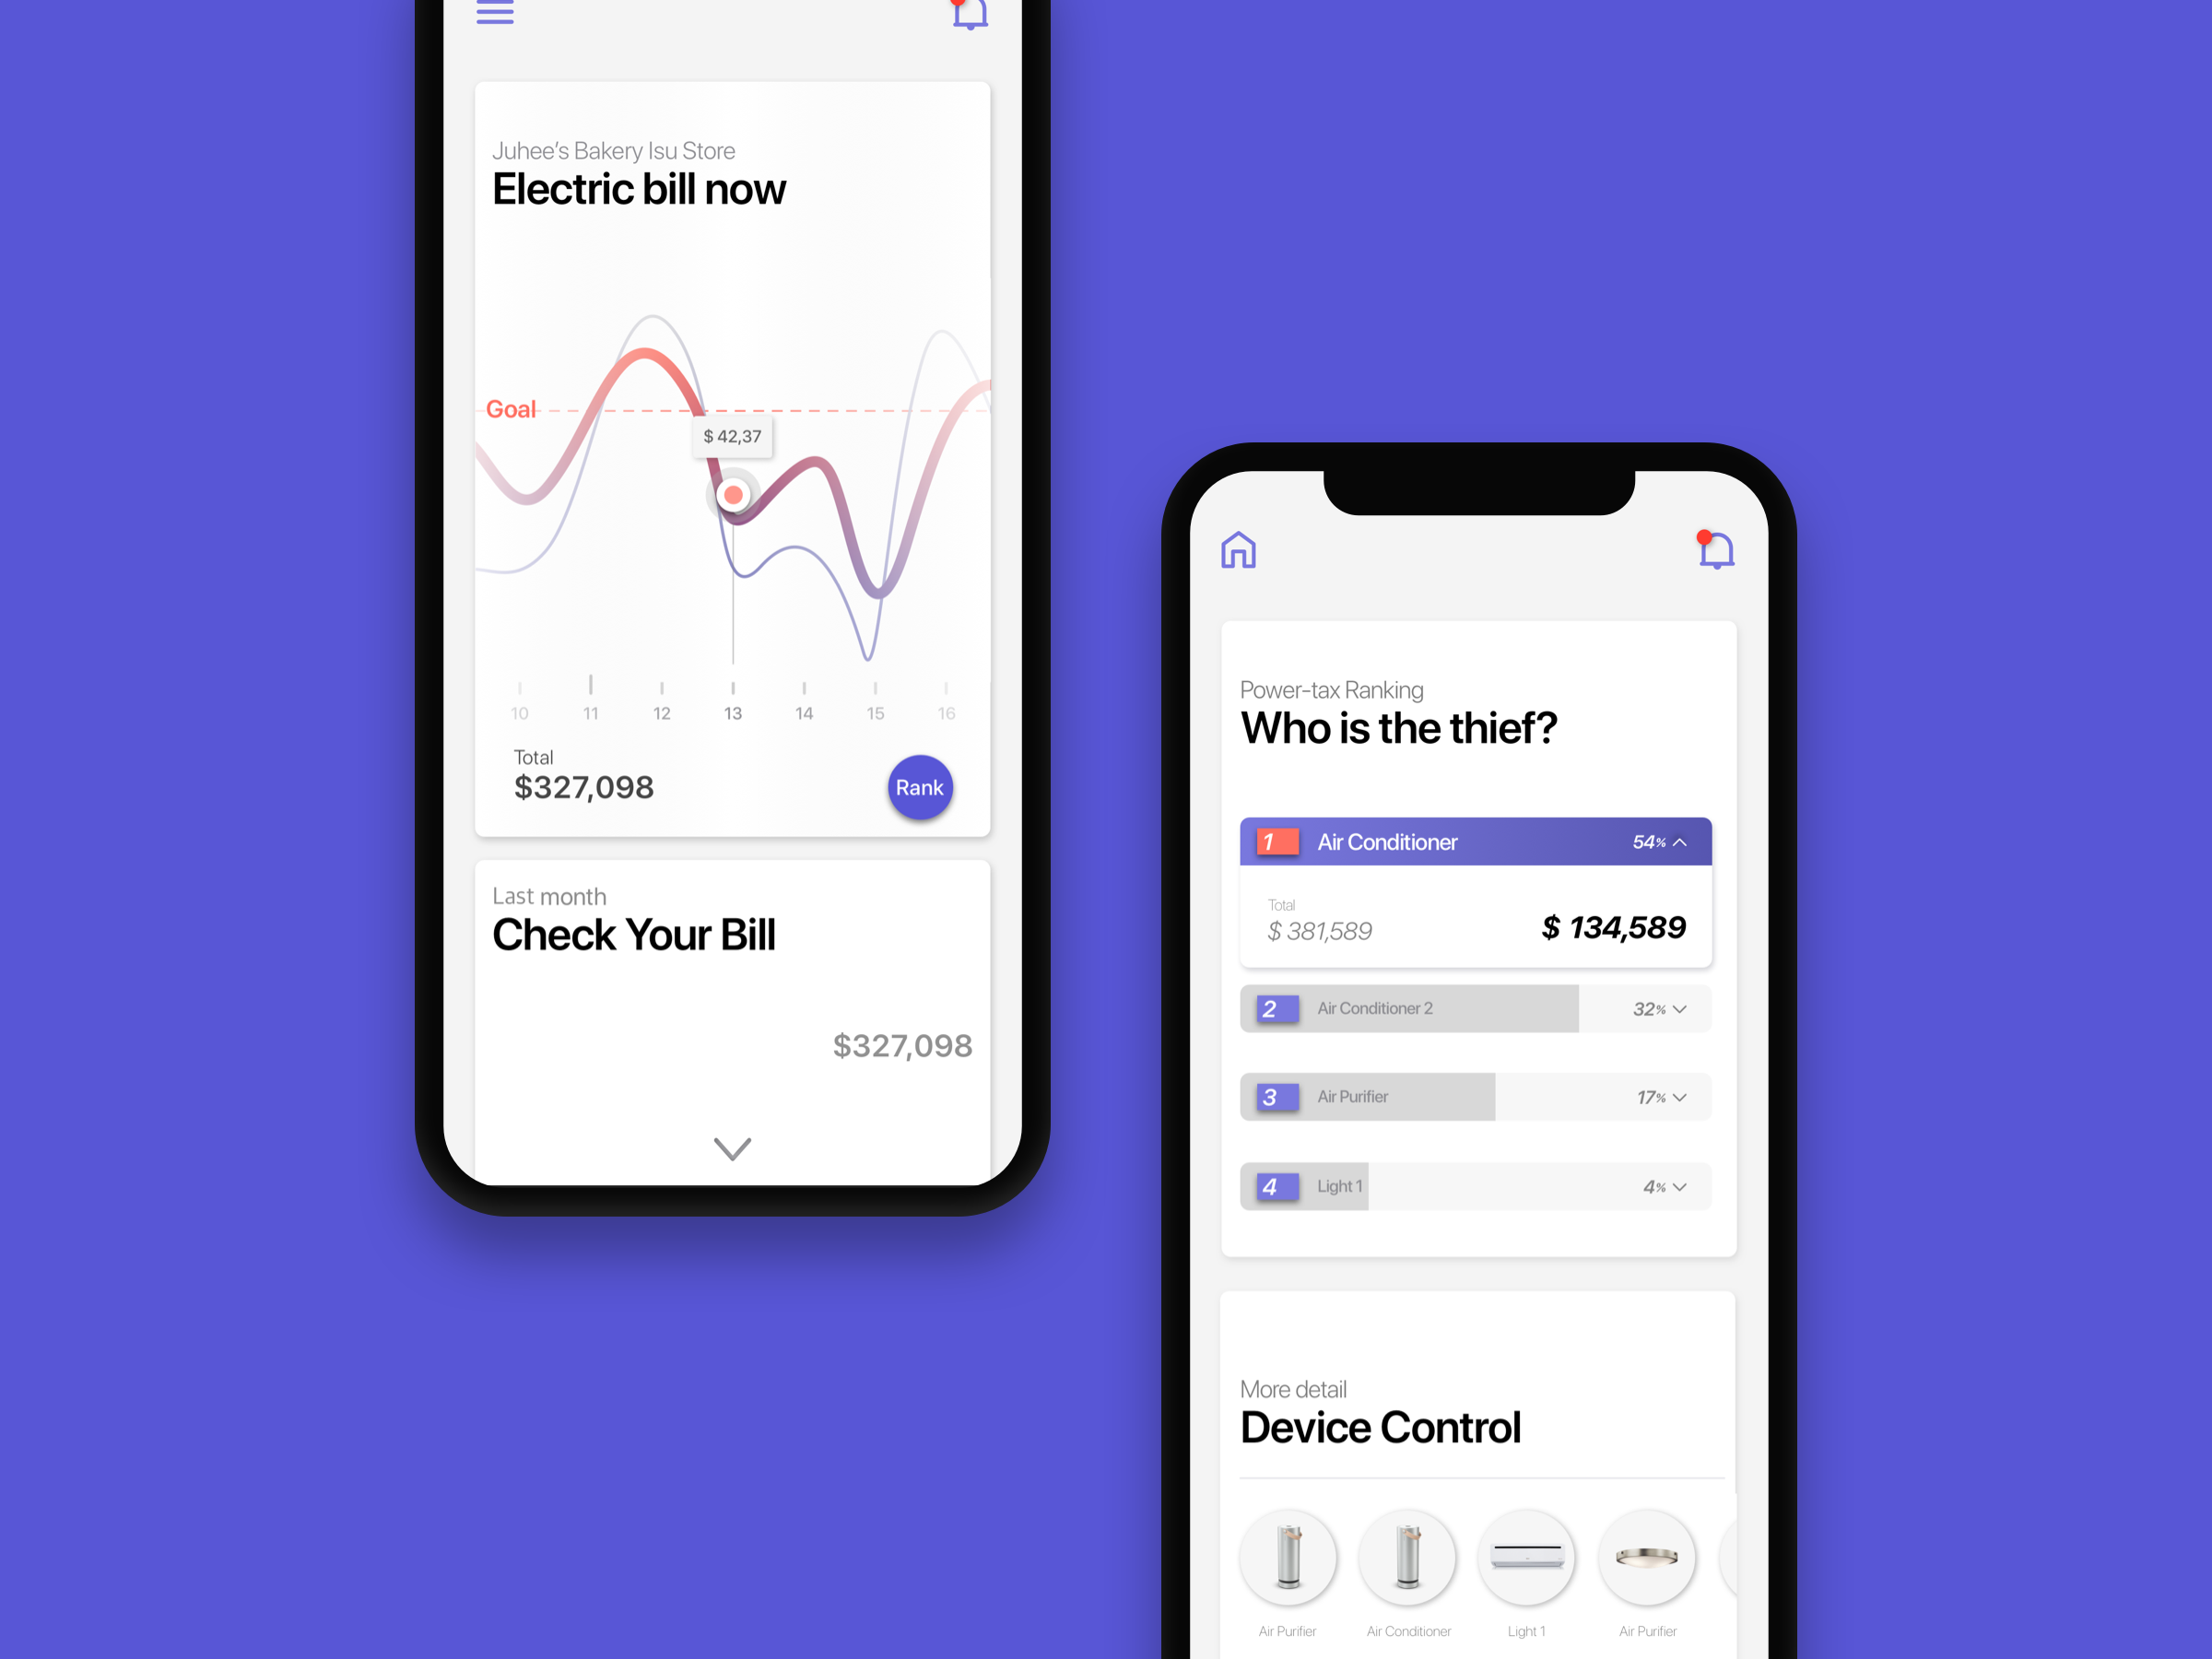 Juhee's Bakery Isu Store
Electric bill now
Goal
$ 42,37
10 11 12 13 14 15 16
Total
$327,098
Rank
Last month
Check Your Bill
$327,098
Power-tax Ranking
Who is the thief?
1 Air Conditioner 54%
Total
$ 381,589
$ 134,589
2 Air Conditioner 2 32%
3 Air Purifier 17%
4 Light 1 4%
More detail
Device Control
Air Purifier Air Conditioner Light 1 Air Purifier